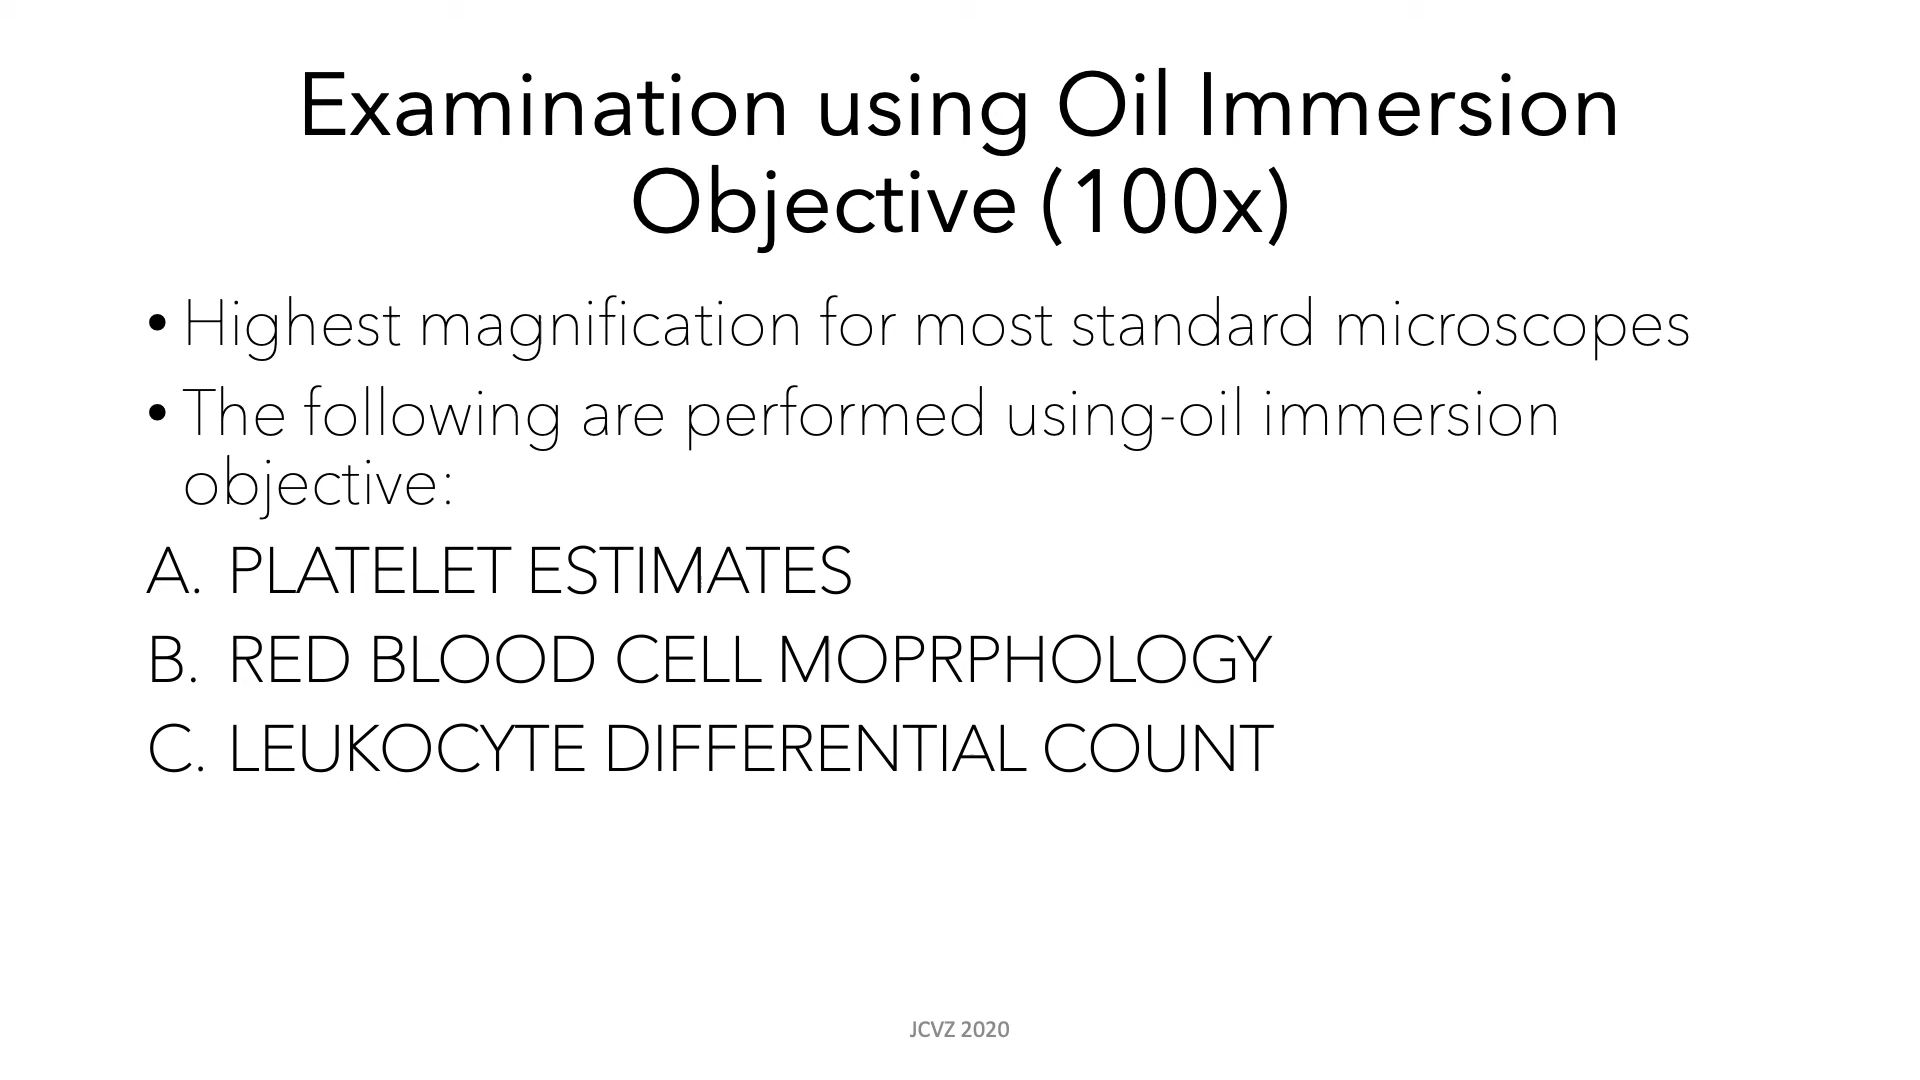 Examination using Oil Immersion
Objective (100x)
• Highest magnification for most standard microscopes
• The following are performed using-oil immersion
objective:
A. PLATELET ESTIMATES
B. RED BLOOD CELL MOPRPHOLOGY
C. LEUKOCYTE DIFFERENTIAL COUNT
JCVZ 2020